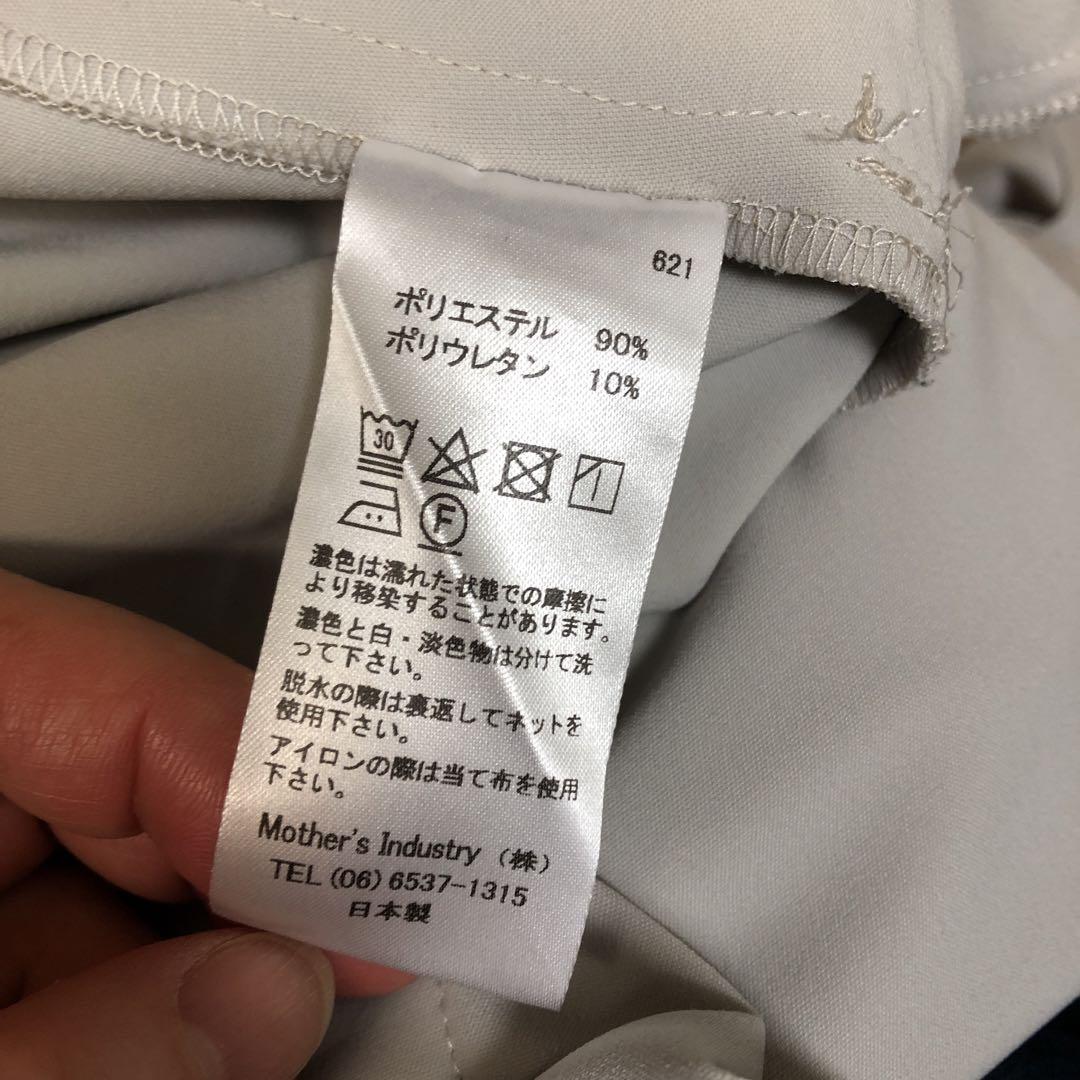 621
ポリエステル 90%
ポリウレタン 10%
30
F
濃色は濡れた状態での摩擦に
より移染することがあります。
濃色と白・淡色物は分けて洗
って下さい。
脱水の際は裏返してネットを
使用下さい。
アイロンの際は当て布を使用
下さい。
Mother's Industry (株)
TEL (06) 6537-1315
日本製